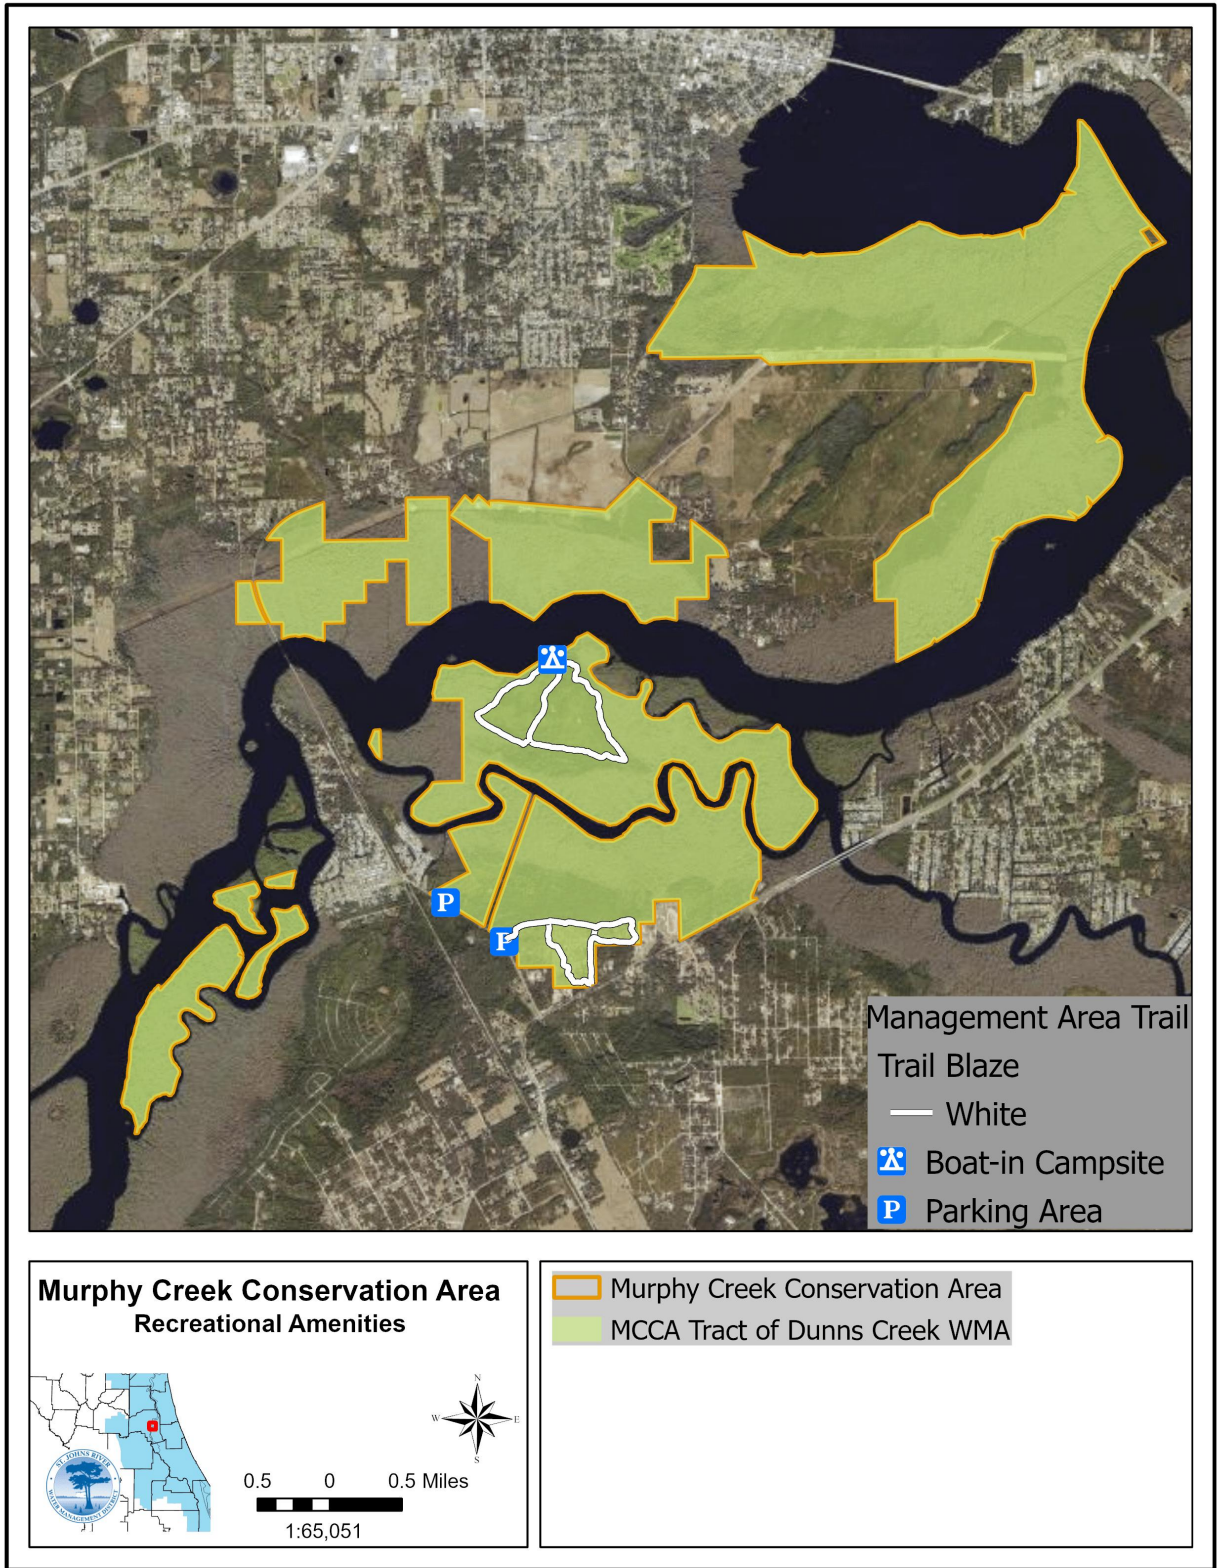 P
P
Management Area Trail
Trail Blaze
White
Boat-in Campsite
P Parking Area
Murphy Creek Conservation Area
Recreational Amenities
ST. JOHNS RIVER
WATER MANAGEMENT DISTRICT
N
W E
S
0.5 0 0.5 Miles
1:65,051
Murphy Creek Conservation Area
MCCA Tract of Dunns Creek WMA